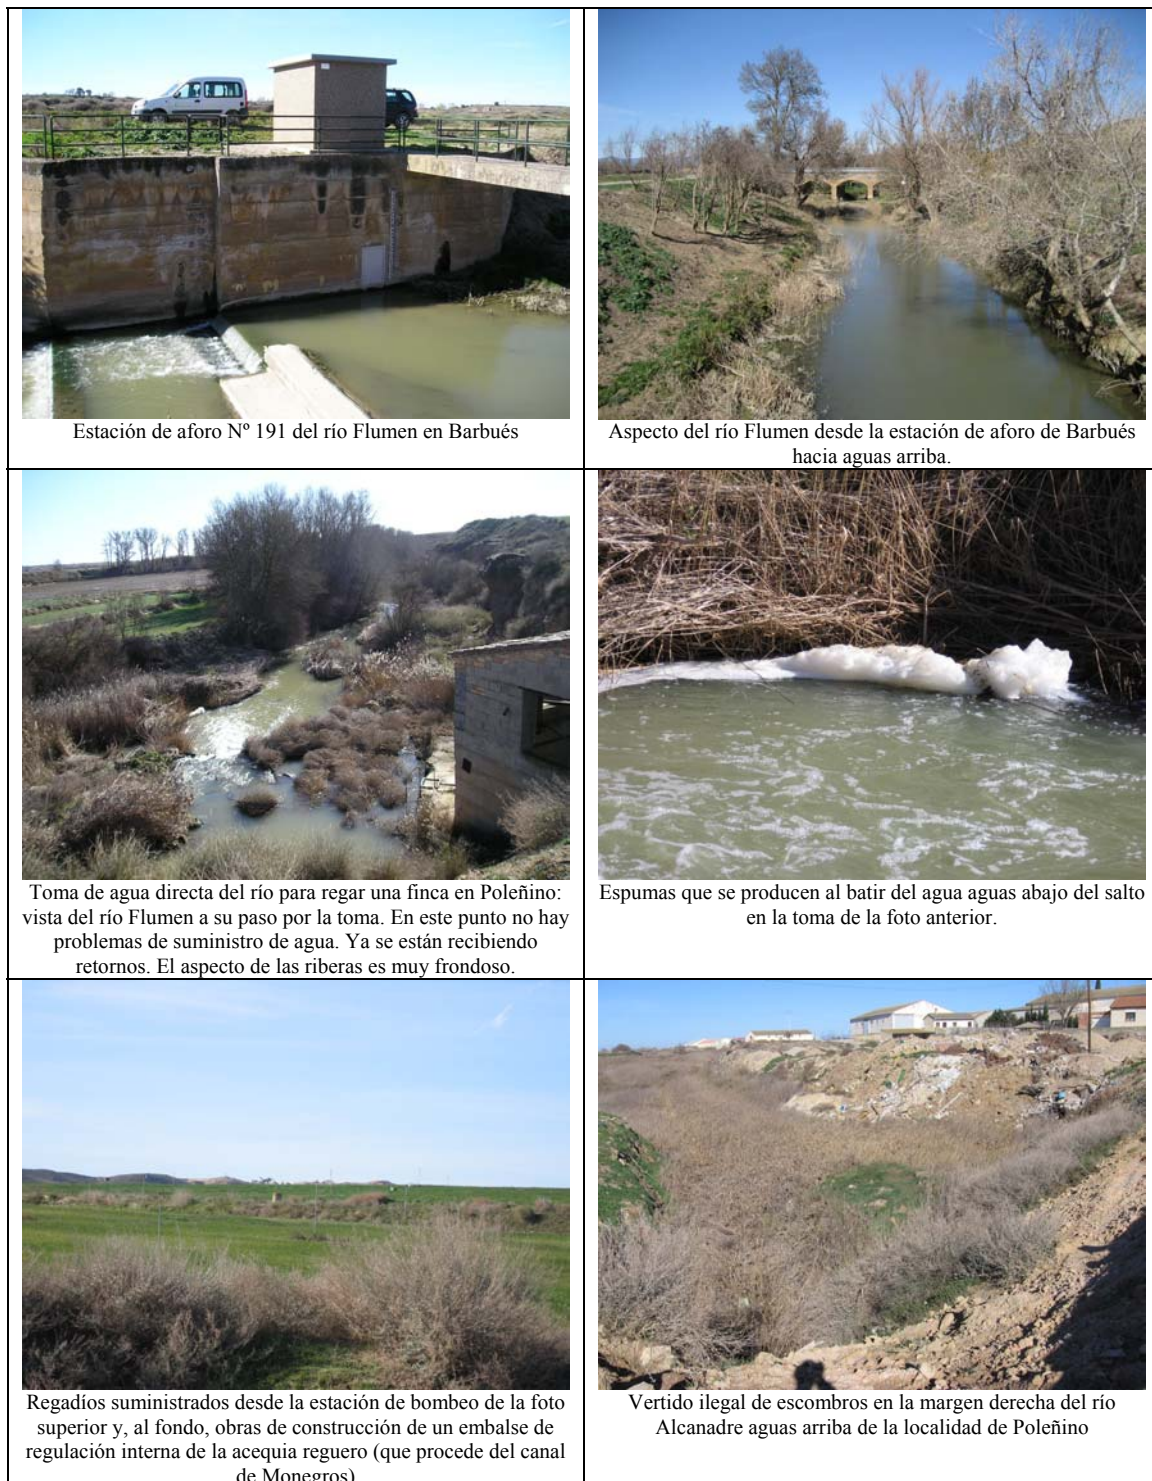 Estación de aforo Nº 191 del río Flumen en Barbués
Aspecto del río Flumen desde la estación de aforo de Barbués
hacia aguas arriba.
Toma de agua directa del río para regar una finca en Poleñino:
vista del río Flumen a su paso por la toma. En este punto no hay
problemas de suministro de agua. Ya se están recibiendo
retornos. El aspecto de las riberas es muy frondoso.
Espumas que se producen al batir del agua aguas abajo del salto
en la toma de la foto anterior.
Regadíos suministrados desde la estación de bombeo de la foto
superior y, al fondo, obras de construcción de un embalse de
regulación interna de la acequia reguero (que procede del canal
de Monegros)
Vertido ilegal de escombros en la margen derecha del río
Alcanadre aguas arriba de la localidad de Poleñino